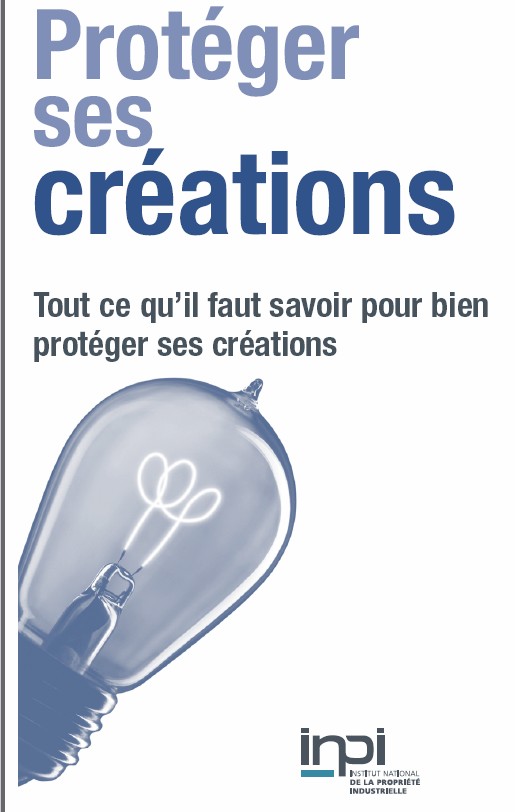 Protéger
ses
créations
Tout ce qu’il faut savoir pour bien
protéger ses créations
inpi
INSTITUT NATIONAL
DE LA PROPRIÉTÉ
INDUSTRIELLE